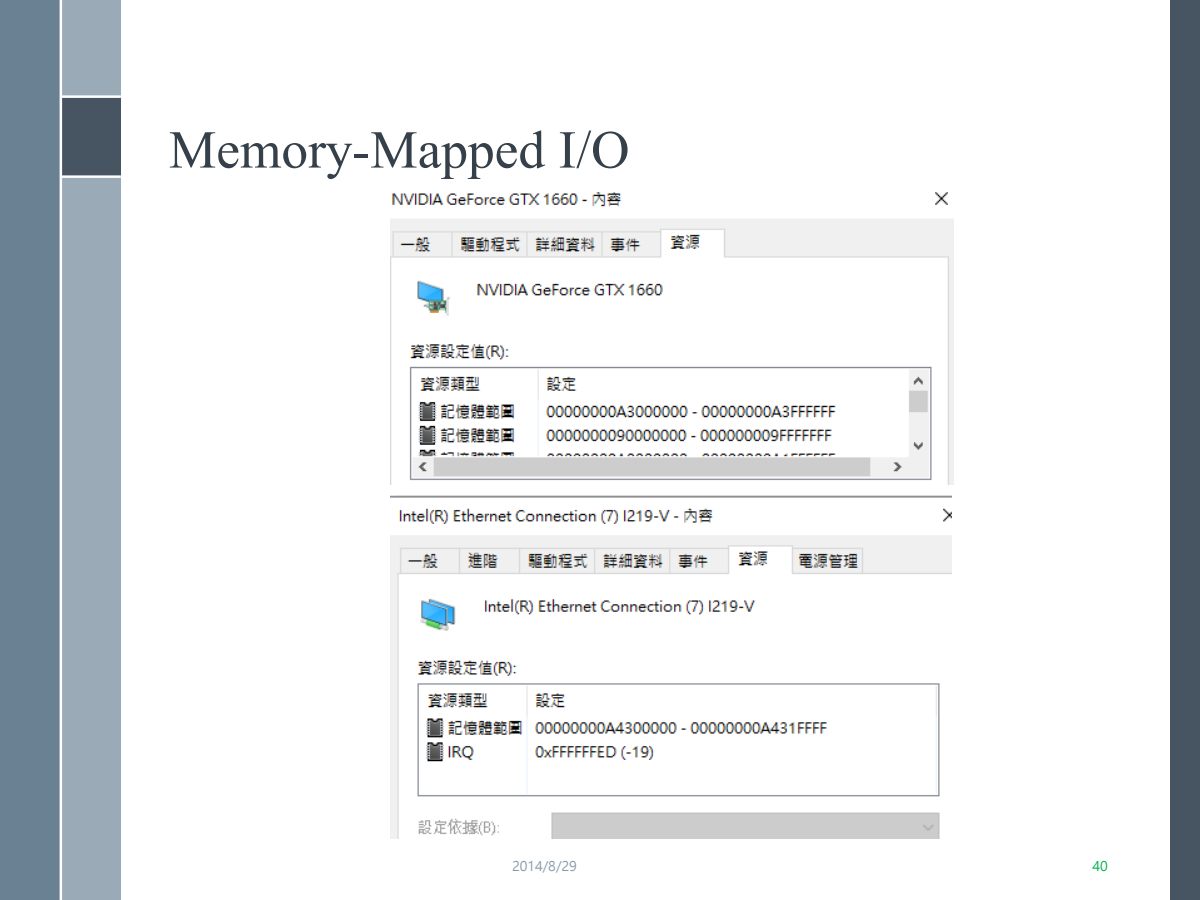 Memory-Mapped I/O
NVIDIA GeForce GTX 1660 - 內容
一般 驅動程式 詳細資料 事件 資源
NVIDIA GeForce GTX 1660
資源設定值(R):
資源類型 設定
記憶體範圍 00000000A3000000 - 00000000A3FFFFFF
記憶體範圍 0000000090000000 - 000000009FFFFFFF
Intel(R) Ethernet Connection (7) I219-V - 內容
一般 進階 驅動程式 詳細資料 事件 資源 電源管理
Intel(R) Ethernet Connection (7) I219-V
資源設定值(R):
資源類型 設定
記憶體範圍 00000000A4300000 - 00000000A431FFFF
IRQ 0xFFFFFFED (-19)
設定依據(B):
2014/8/29 40